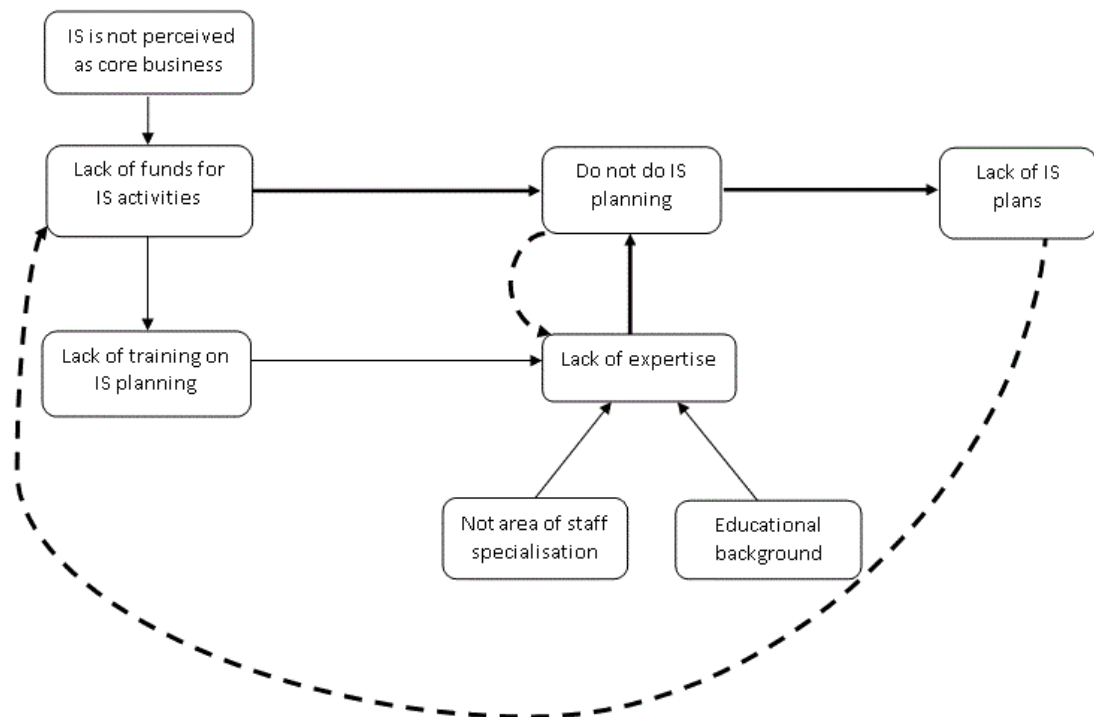 IS is not perceived
as core business
Lack of funds for
IS activities
Do not do IS
planning
Lack of IS
plans
Lack of training on
IS planning
Lack of expertise
Not area of staff
specialisation
Educational
background